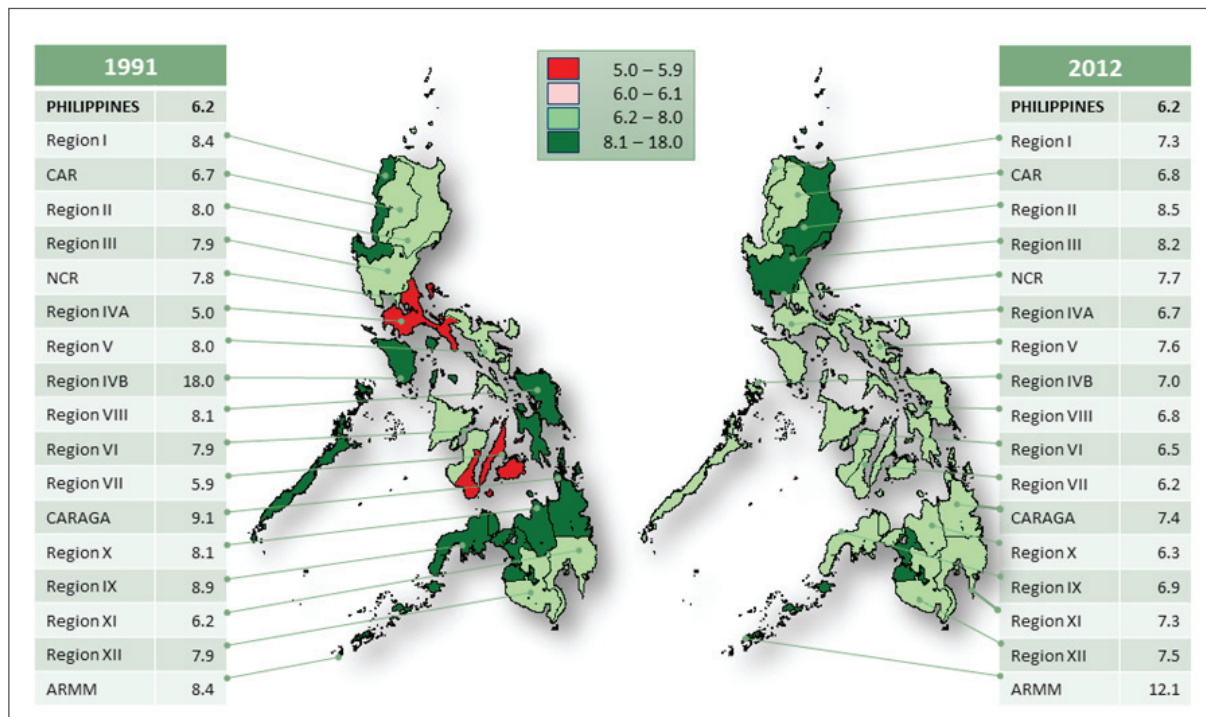 1991
PHILIPPINES 6.2
Region I 8.4
CAR 6.7
Region II 8.0
Region III 7.9
NCR 7.8
Region IVA 5.0
Region V 8.0
Region IVB 18.0
Region VIII 8.1
Region VI 7.9
Region VII 5.9
CARAGA 9.1
Region X 8.1
Region IX 8.9
Region XI 6.2
Region XII 7.9
ARMM 8.4
5.0 – 5.9
6.0 – 6.1
6.2 – 8.0
8.1 – 18.0
2012
PHILIPPINES 6.2
Region I 7.3
CAR 6.8
Region II 8.5
Region III 8.2
NCR 7.7
Region IVA 6.7
Region V 7.6
Region IVB 7.0
Region VIII 6.8
Region VI 6.5
Region VII 6.2
CARAGA 7.4
Region X 6.3
Region IX 6.9
Region XI 7.3
Region XII 7.5
ARMM 12.1